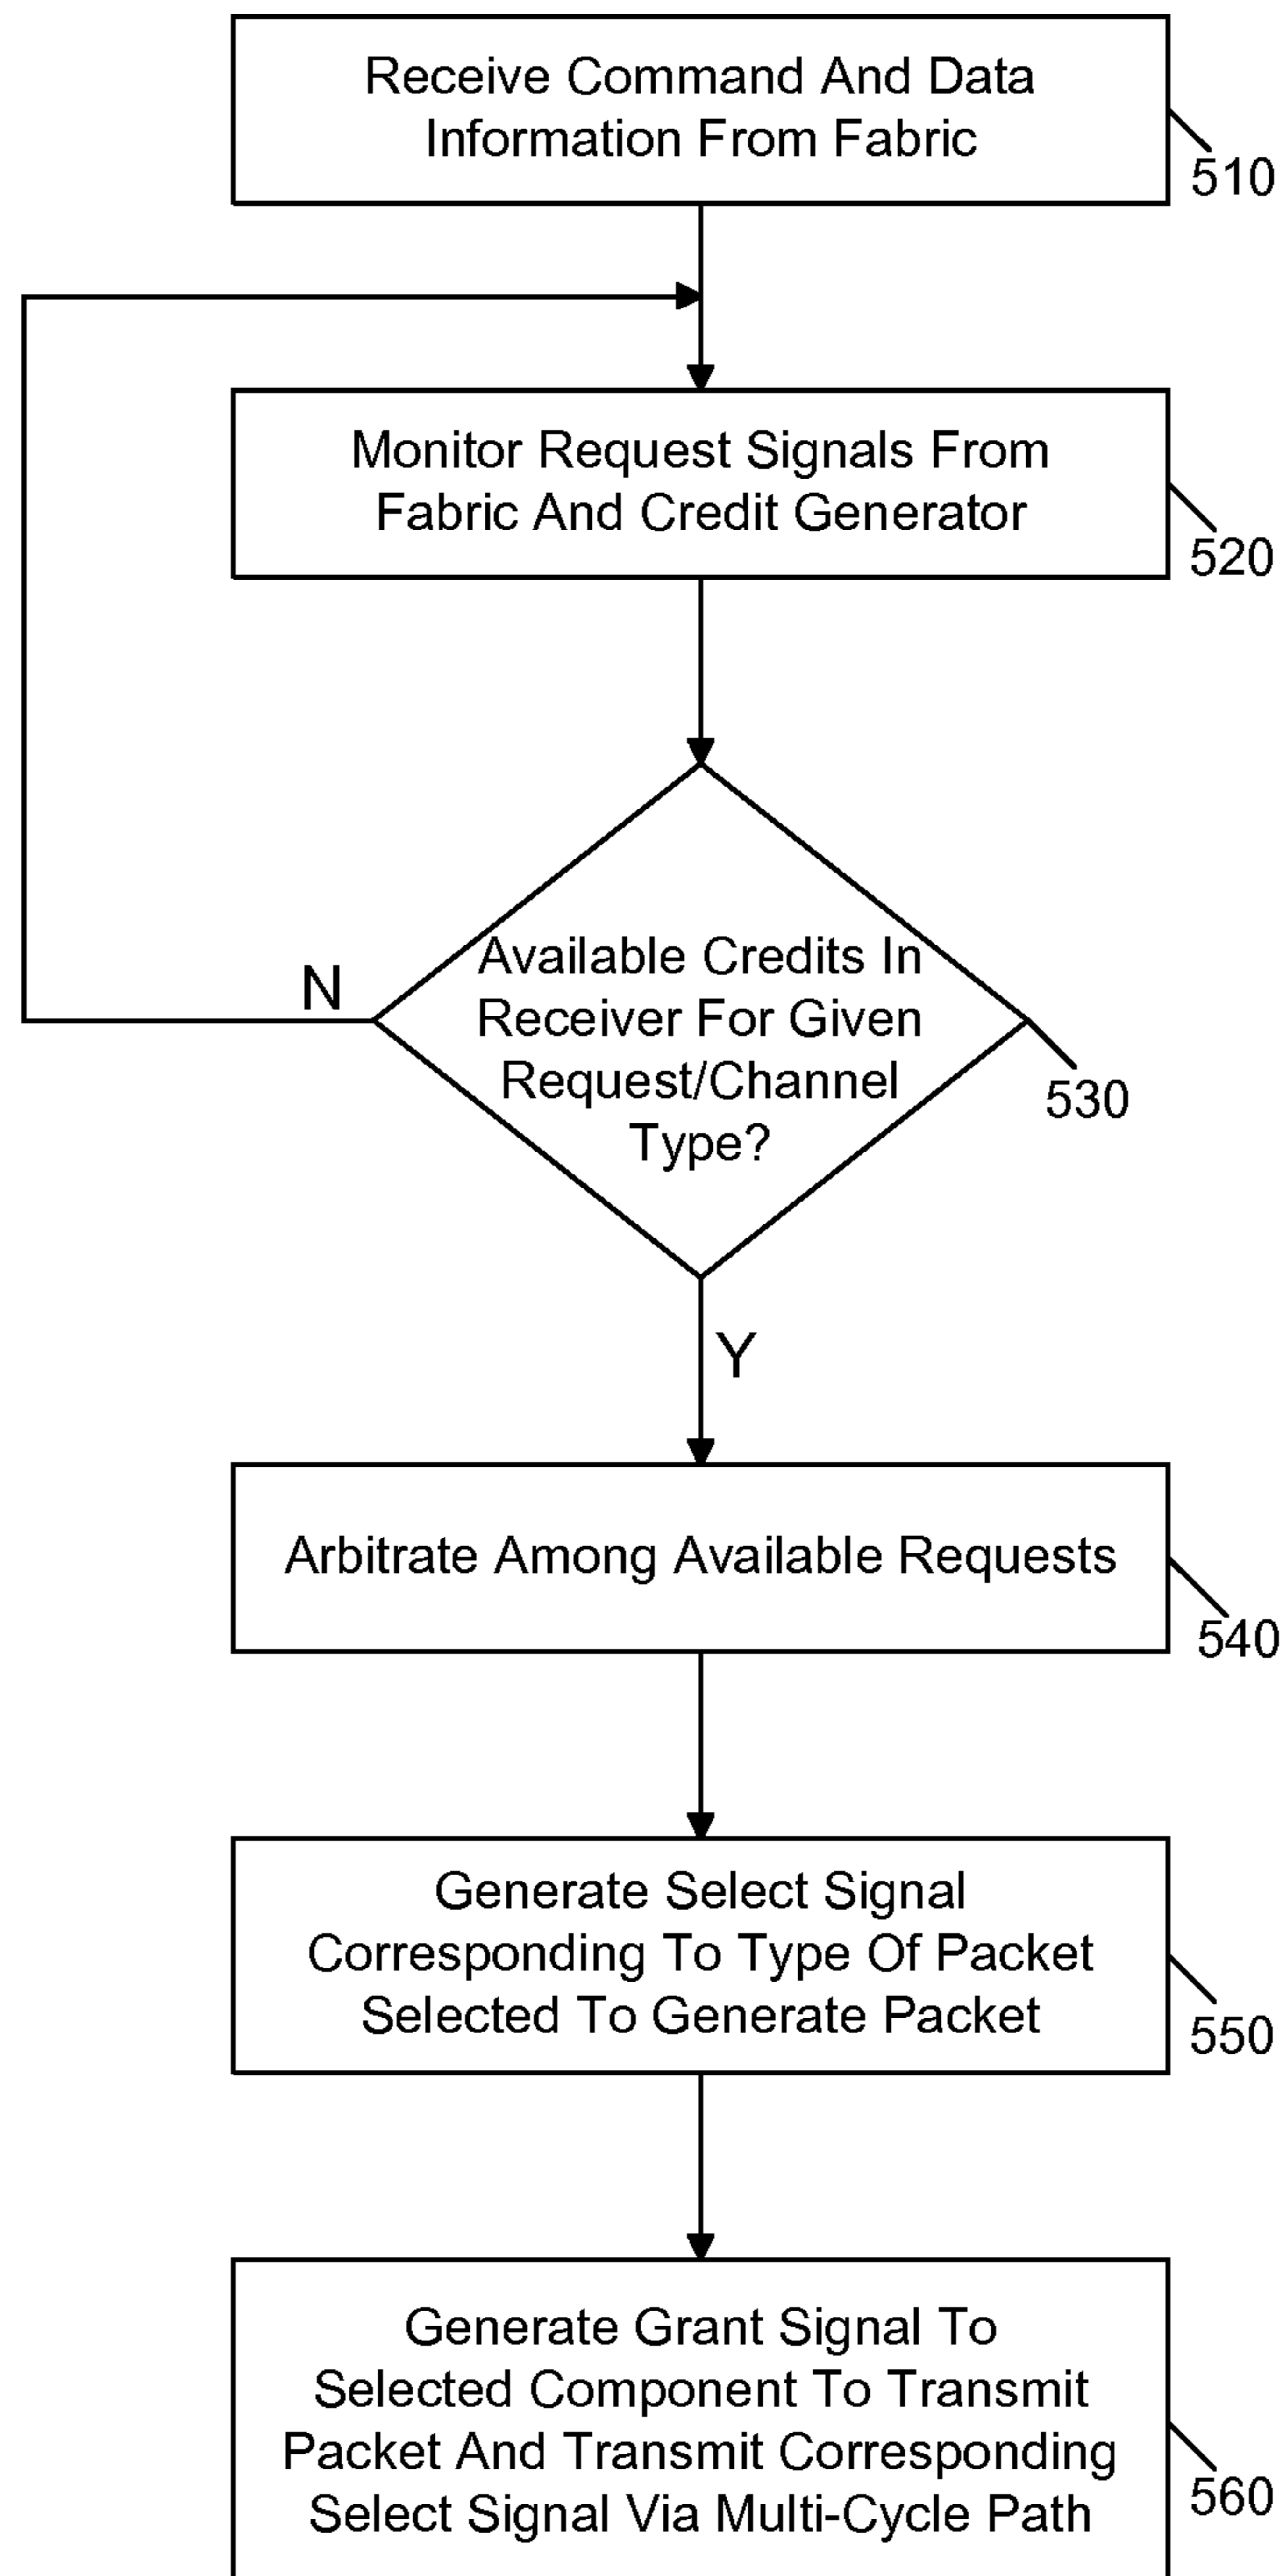 Receive Command And Data
Information From Fabric
510
Monitor Request Signals From
Fabric And Credit Generator
520
Available Credits In
Receiver For Given
Request/Channel
Type?
N
530
Y
Arbitrate Among Available Requests
540
Generate Select Signal
Corresponding To Type Of Packet
Selected To Generate Packet
550
Generate Grant Signal To
Selected Component To Transmit
Packet And Transmit Corresponding
Select Signal Via Multi-Cycle Path
560